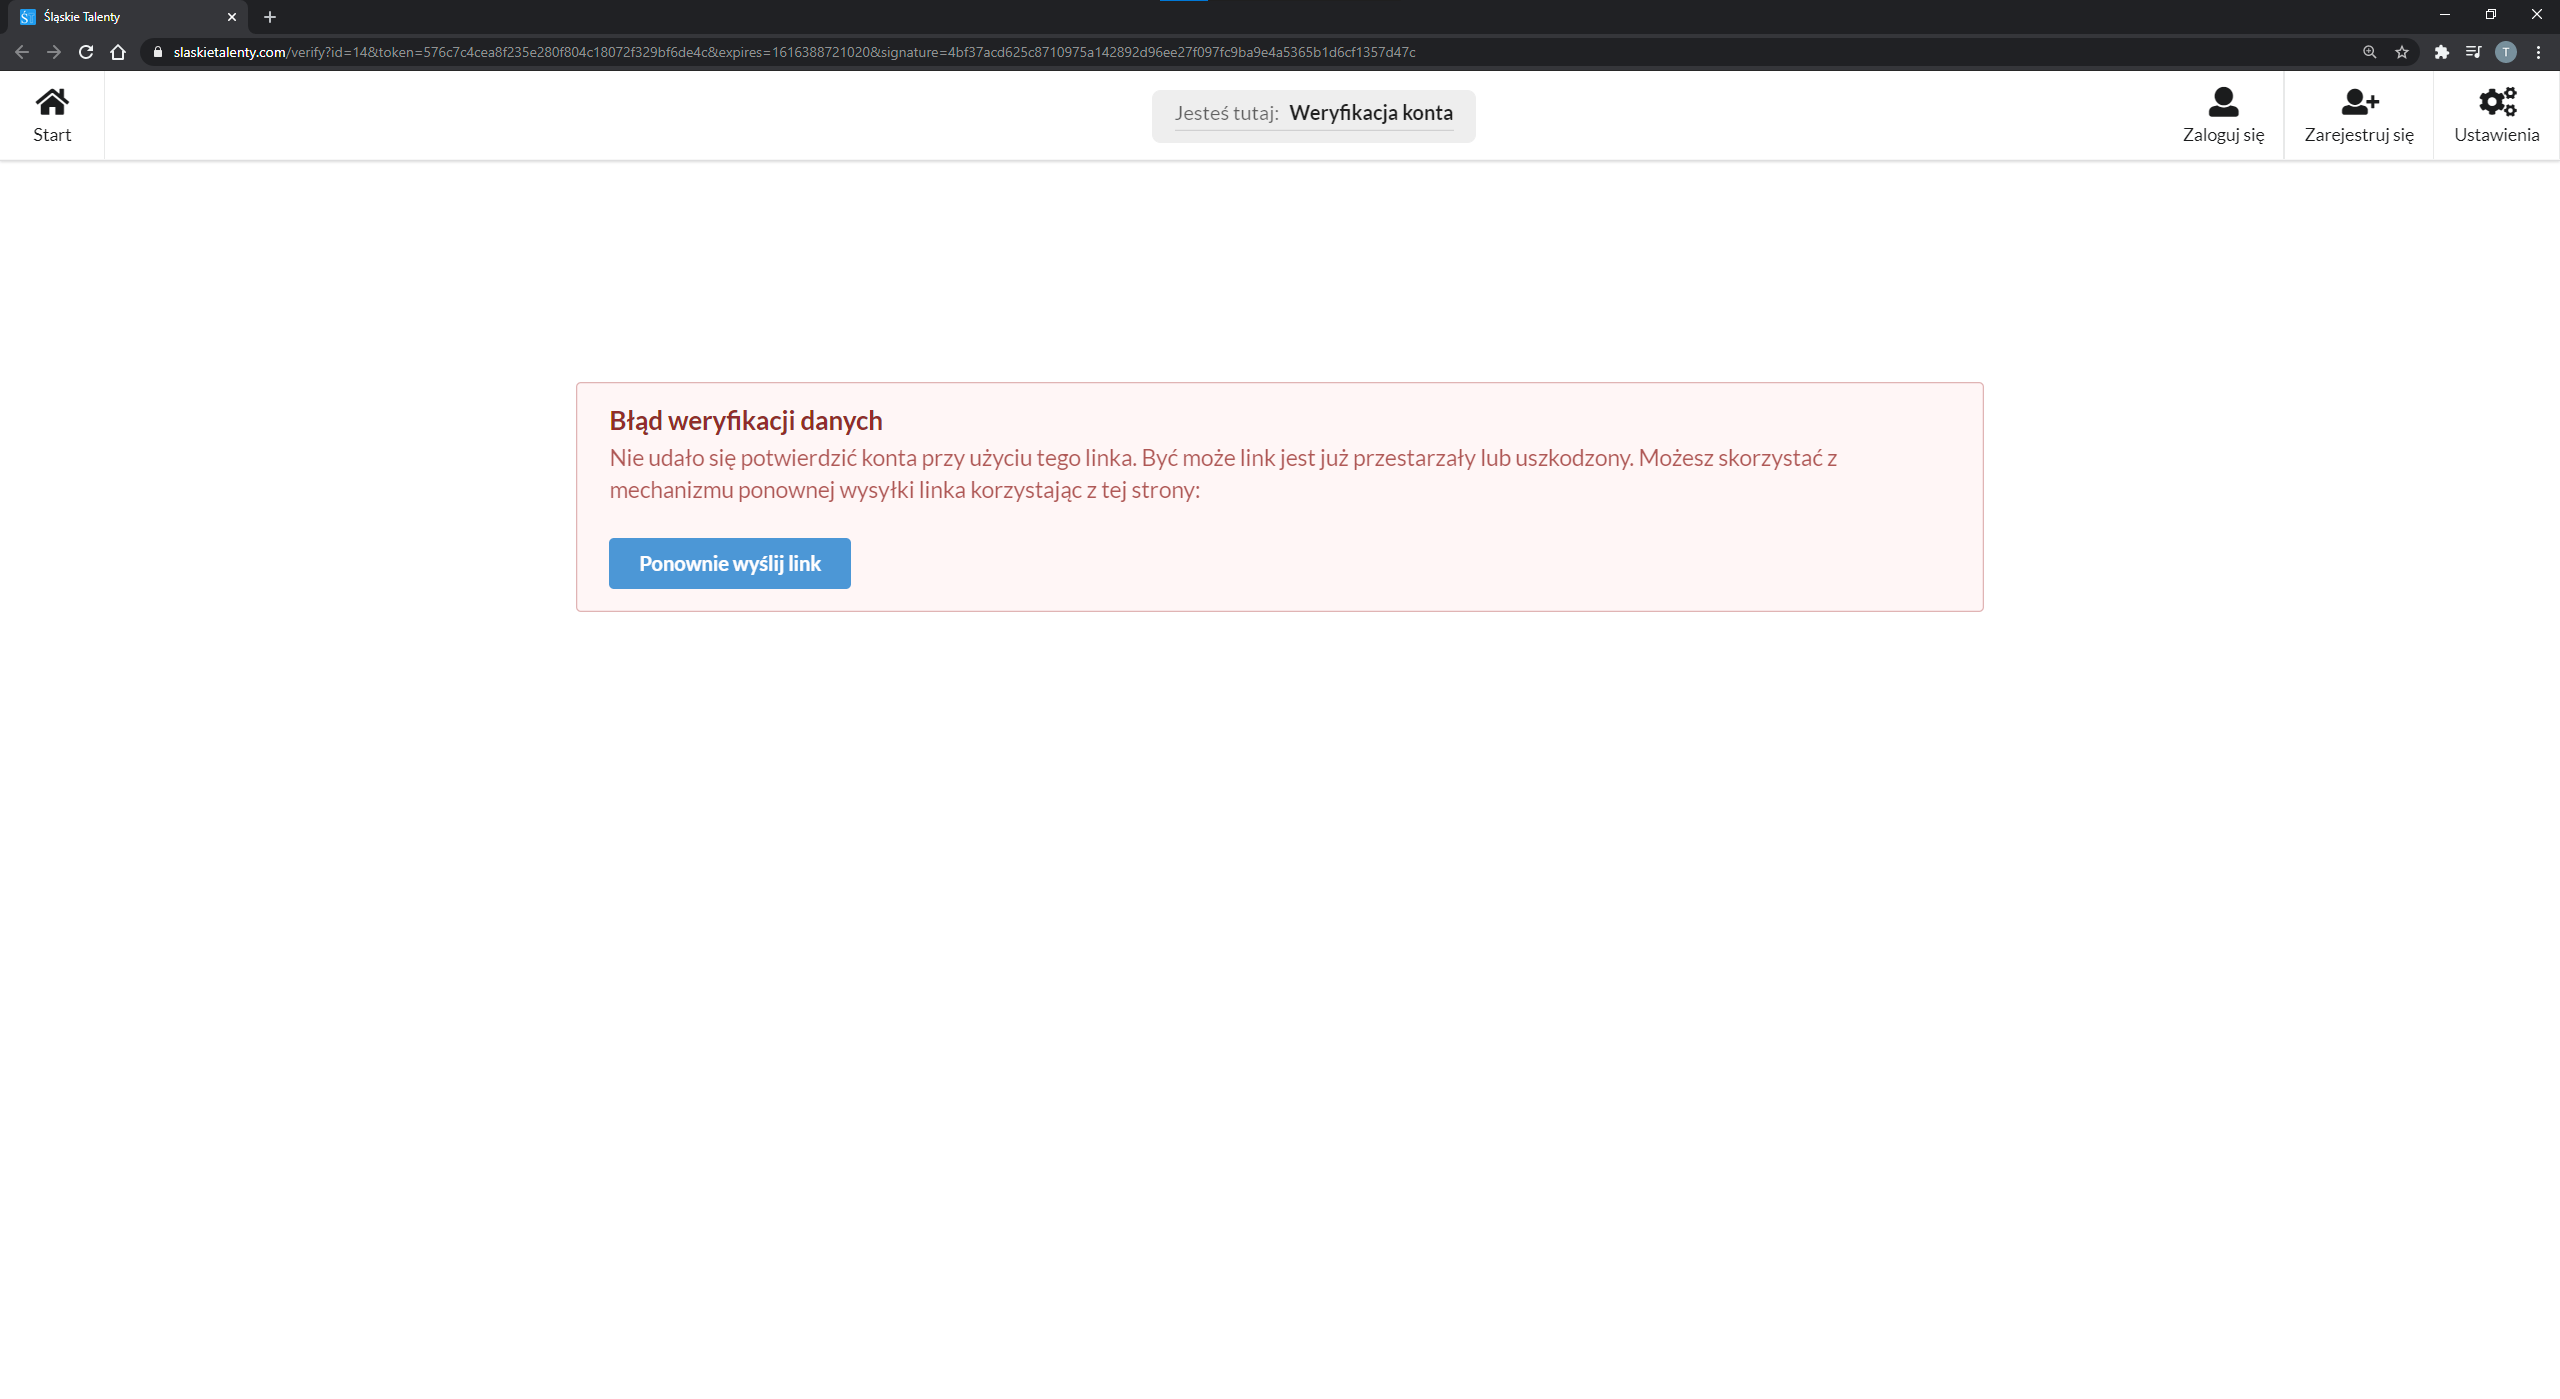 Śląskie Talenty
slaskietalenty.com/verify?id=14&token=576c7c4cea8f235e280f804c18072f329bf6de4c&expires=1616388721020&signature=4bf37acd625c8710975a142892d96ee27f097fc9ba9e4a5365b1d6cf1357d47c
T
Start
Jesteś tutaj: Weryfikacja konta
Zaloguj się
Zarejestruj się
Ustawienia
Błąd weryfikacji danych
Nie udało się potwierdzić konta przy użyciu tego linka. Być może link jest już przestarzały lub uszkodzony. Możesz skorzystać z
mechanizmu ponownej wysyłki linka korzystając z tej strony:
Ponownie wyślij link